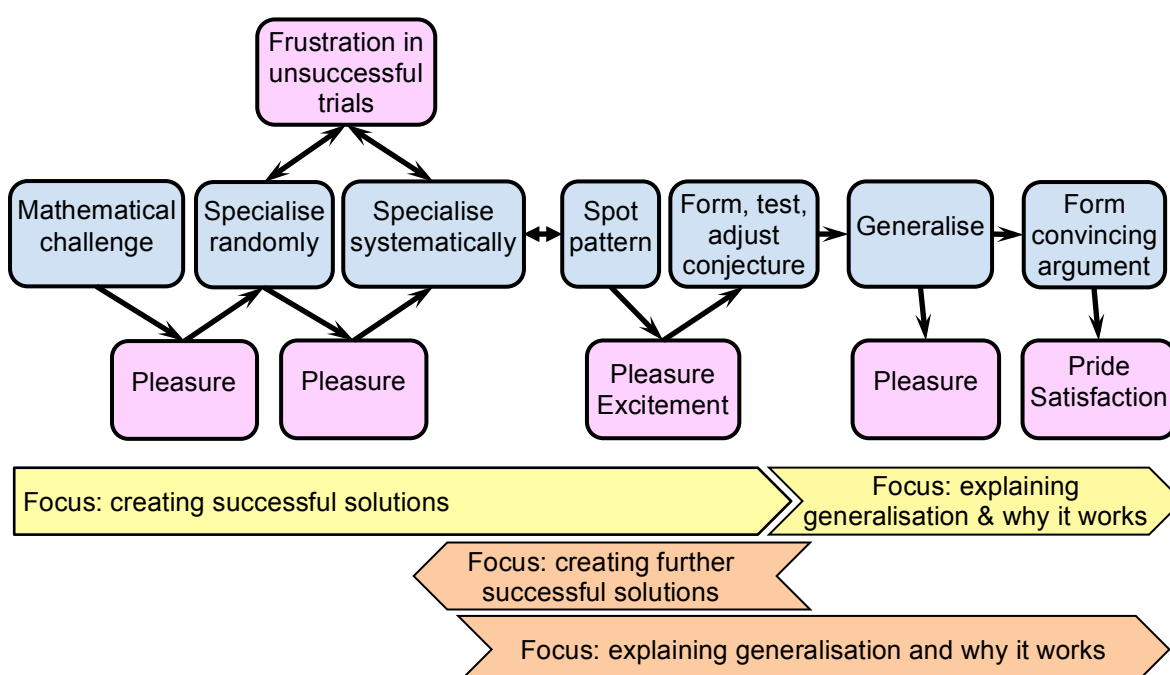 Frustration in
unsuccessful
trials
Mathematical
challenge
Specialise
randomly
Specialise
systematically
Spot
pattern
Form, test,
adjust
conjecture
Generalise
Form
convincing
argument
Pleasure
Pleasure
Pleasure
Excitement
Pleasure
Pride
Satisfaction
Focus: creating successful solutions
Focus: explaining
generalisation & why it works
Focus: creating further
successful solutions
Focus: explaining generalisation and why it works